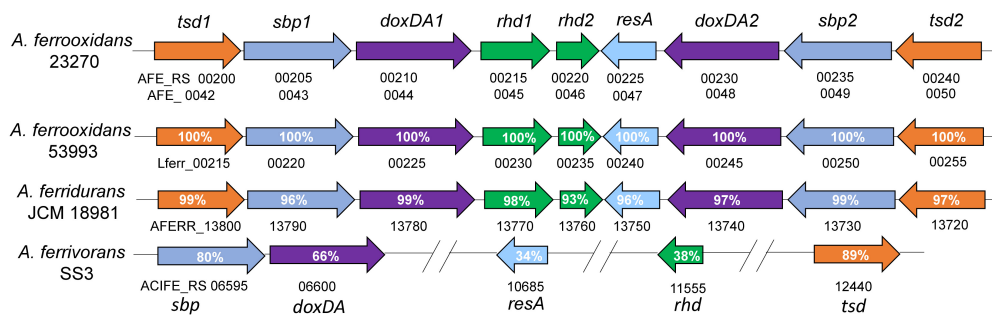 tsd1 sbp1 doxDA1 rhd1 rhd2 resA doxDA2 sbp2 tsd2
A. ferrooxidans
23270
AFE_RS 00200 00205 00210 00215 00220 00225 00230 00235 00240
AFE_ 0042 0043 0044 0045 0046 0047 0048 0049 0050
A. ferrooxidans
53993
100% 100% 100% 100% 100% 100% 100% 100% 100%
Lferr_00215 00220 00225 00230 00235 00240 00245 00250 00255
A. ferridurans
JCM 18981
99% 96% 99% 98% 93% 96% 97% 99% 97%
AFERR_13800 13790 13780 13770 13760 13750 13740 13730 13720
A. ferrivorans
SS3
80% 66% 34% 38% 89%
ACIFE_RS 06595 06600 10685 11555 12440
sbp doxDA resA rhd tsd